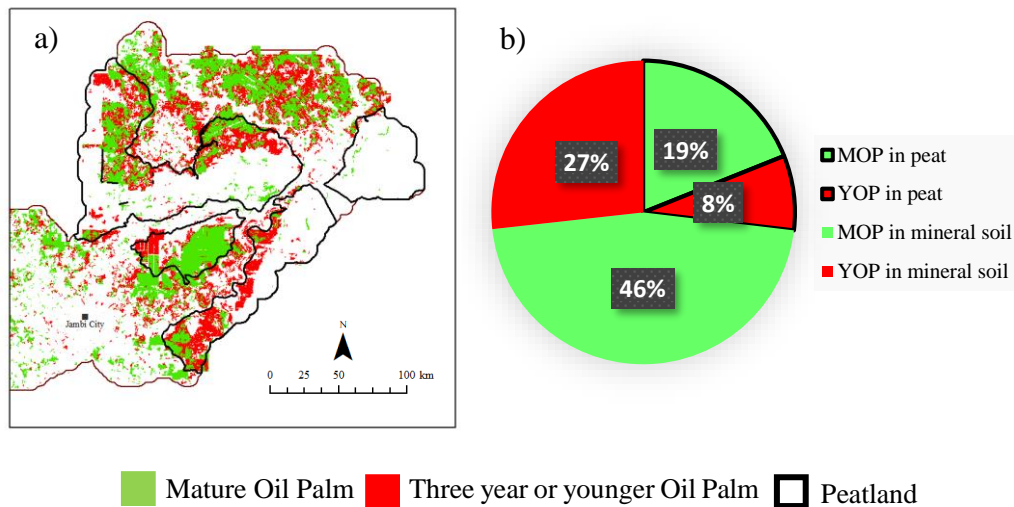 a)
Jambi City
N
0 25 50 100 km
b)
27%
19%
8%
46%
MOP in peat
YOP in peat
MOP in mineral soil
YOP in mineral soil
Mature Oil Palm Three year or younger Oil Palm Peatland